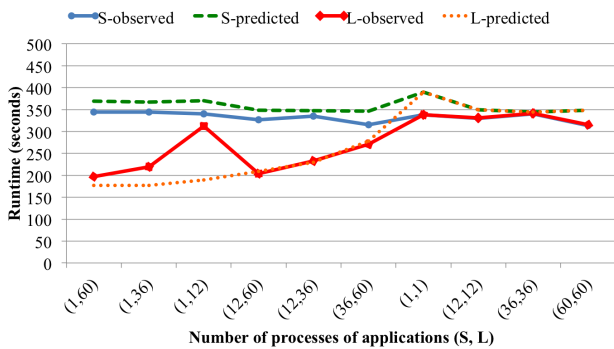 S-observed S-predicted L-observed L-predicted
500
450
400
350
300
250
200
150
100
50
0
Runtime (seconds)
(1,60) (1,36) (1,12) (12,60) (12,36) (36,60) (1,1) (12,12) (36,36) (60,60)
Number of processes of applications (S, L)